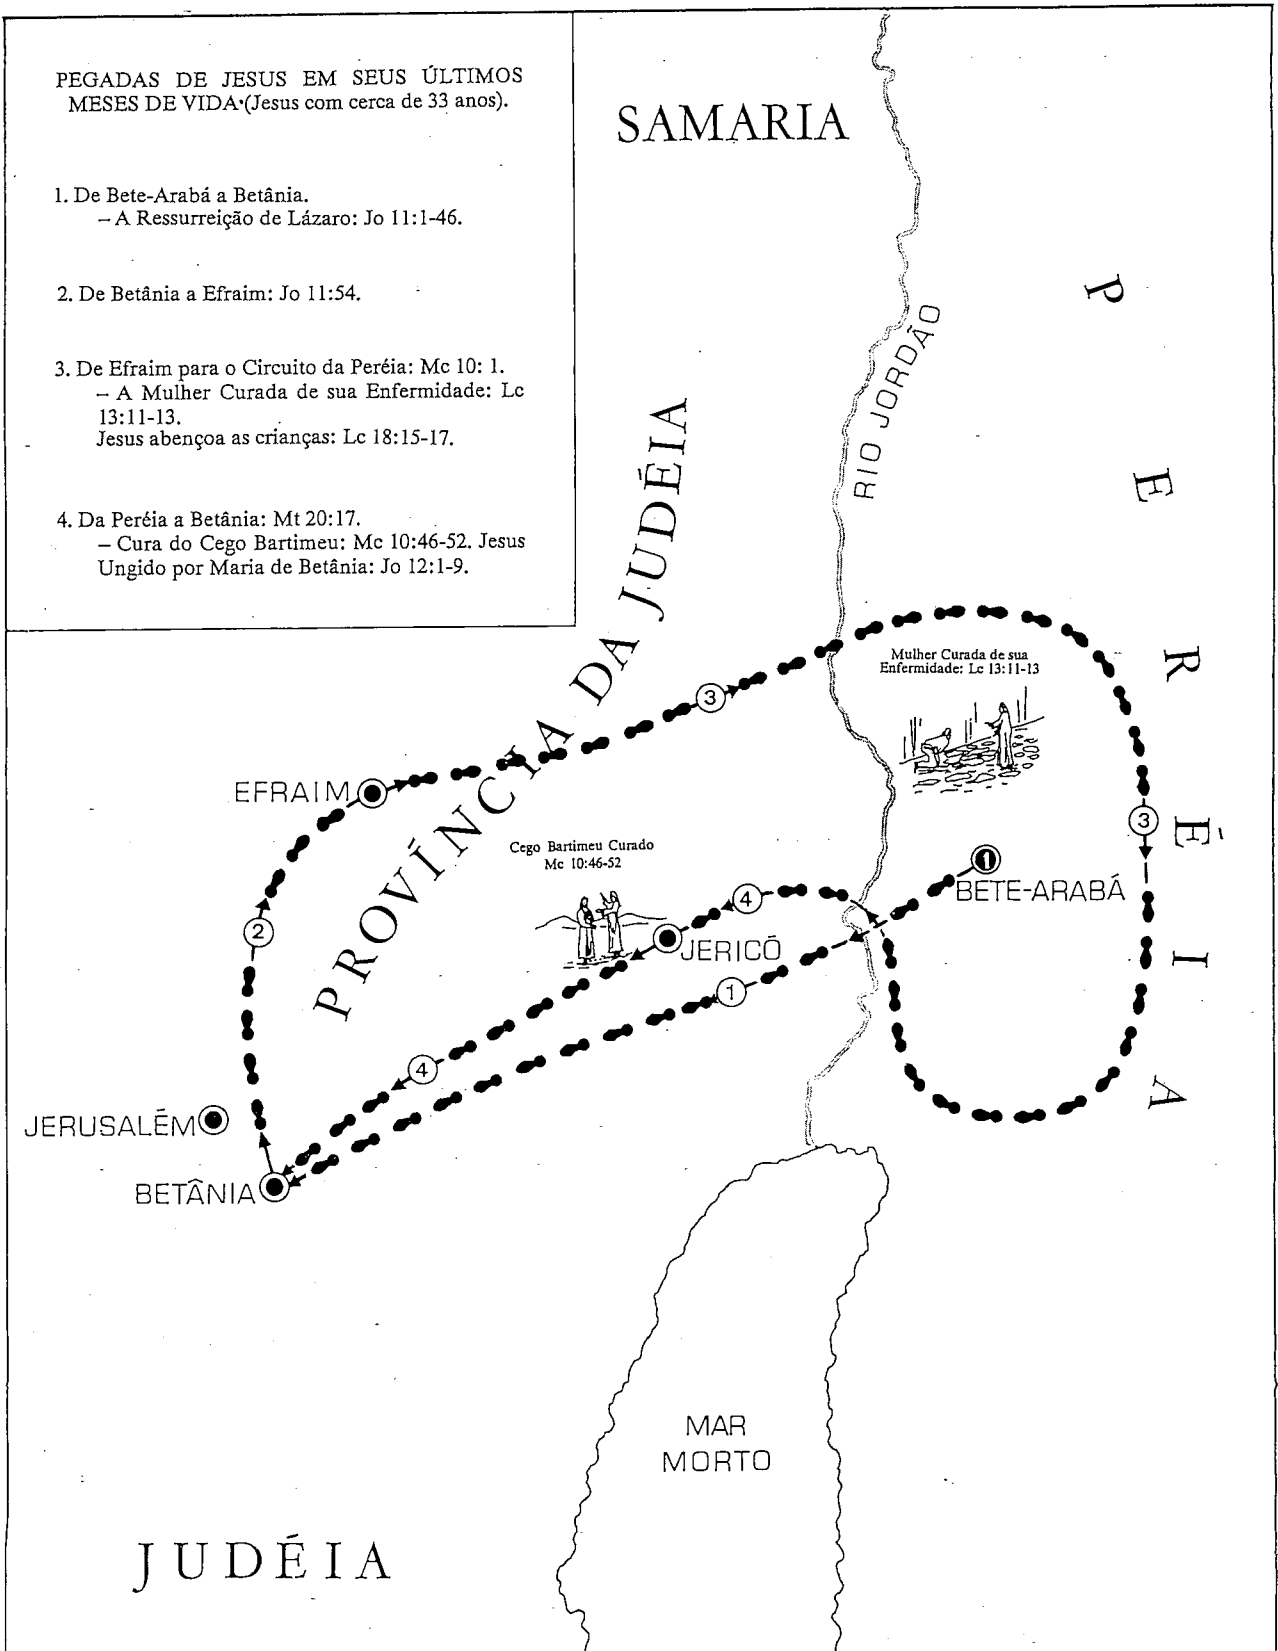 PEGADAS DE JESUS EM SEUS ÚLTIMOS
MESES DE VIDA (Jesus com cerca de 33 anos).
1. De Bete-Arabá a Betânia.
– A Ressurreição de Lázaro: Jo 11:1-46.
2. De Betânia a Efraim: Jo 11:54.
3. De Efraim para o Circuito da Peréia: Mc 10: 1.
– A Mulher Curada de sua Enfermidade: Lc
13:11-13.
Jesus abençoa as crianças: Lc 18:15-17.
4. Da Peréia a Betânia: Mt 20:17.
– Cura do Cego Bartimeu: Mc 10:46-52. Jesus
Ungido por Maria de Betânia: Jo 12:1-9.
SAMARIA
RIO JORDÃO
PERÉIA
PROVÍNCIA DA JUDÉIA
Mulher Curada de sua
Enfermidade: Lc 13:11-13
3
EFRAIM
3
Cego Bartimeu Curado
Mc 10:46-52
1
BETE-ARABÁ
4
2
JERICÓ
1
4
JERUSALÉM
BETÂNIA
MAR
MORTO
JUDÉIA